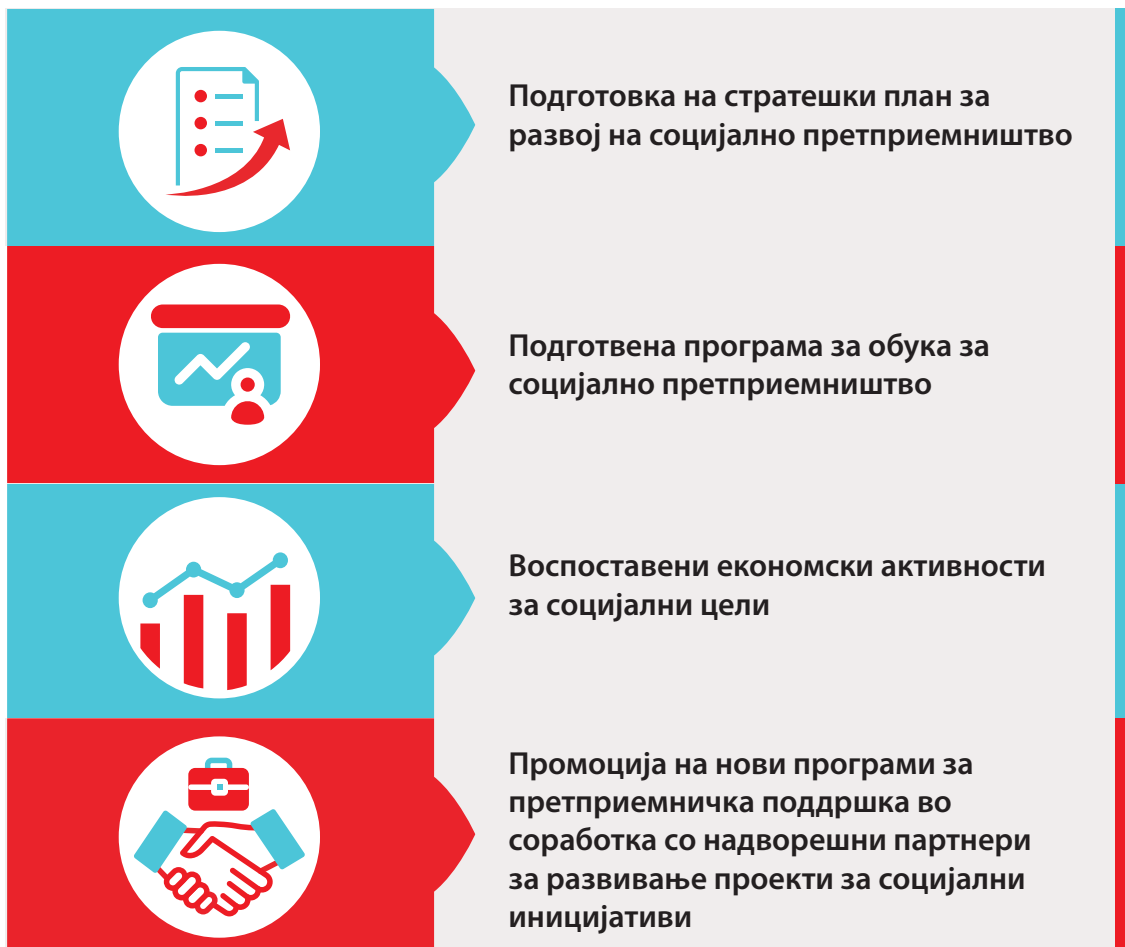 Подготовка на стратешки план за
развој на социјално претприемништво
Подготвена програма за обука за
социјално претприемништво
Воспоставени економски активности
за социјални цели
Промоција на нови програми за
претприемничка поддршка во
соработка со надворешни партнери
за развивање проекти за социјални
иницијативи